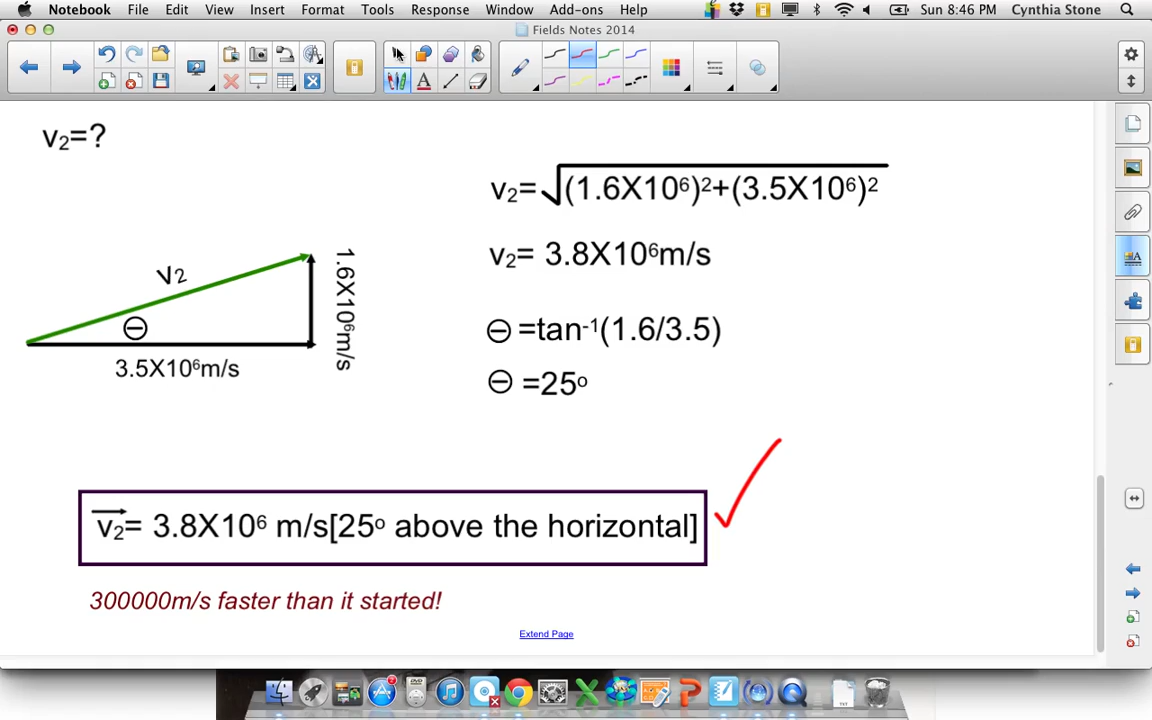 Notebook File Edit View Insert Format Tools Response Window Add-ons Help Sun 8:46 PM Cynthia Stone
Fields Notes 2014
v₂=?
v₂=√(1.6X10⁶)²+(3.5X10⁶)²
v₂= 3.8X10⁶m/s
v₂
1.6X10⁶m/s
Θ
3.5X10⁶m/s
Θ =tan⁻¹(1.6/3.5)
Θ =25º
v₂= 3.8X10⁶ m/s[25º above the horizontal]
300000m/s faster than it started!
Extend Page